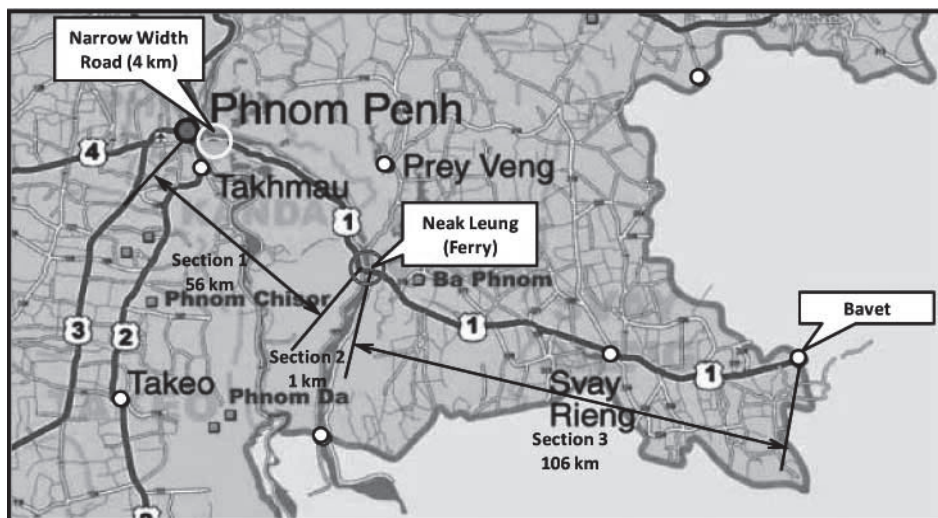 Narrow Width
Road (4 km)
Phnom Penh
4
Takhmau
Prey Veng
KANDA
1
Neak Leung
(Ferry)
Section 1
56 km
Ba Phnom
Phnom Chisor
3
2
1
Bavet
Section 2
1 km
Takeo
Phnom Da
Svay
Rieng
1
Section 3
106 km